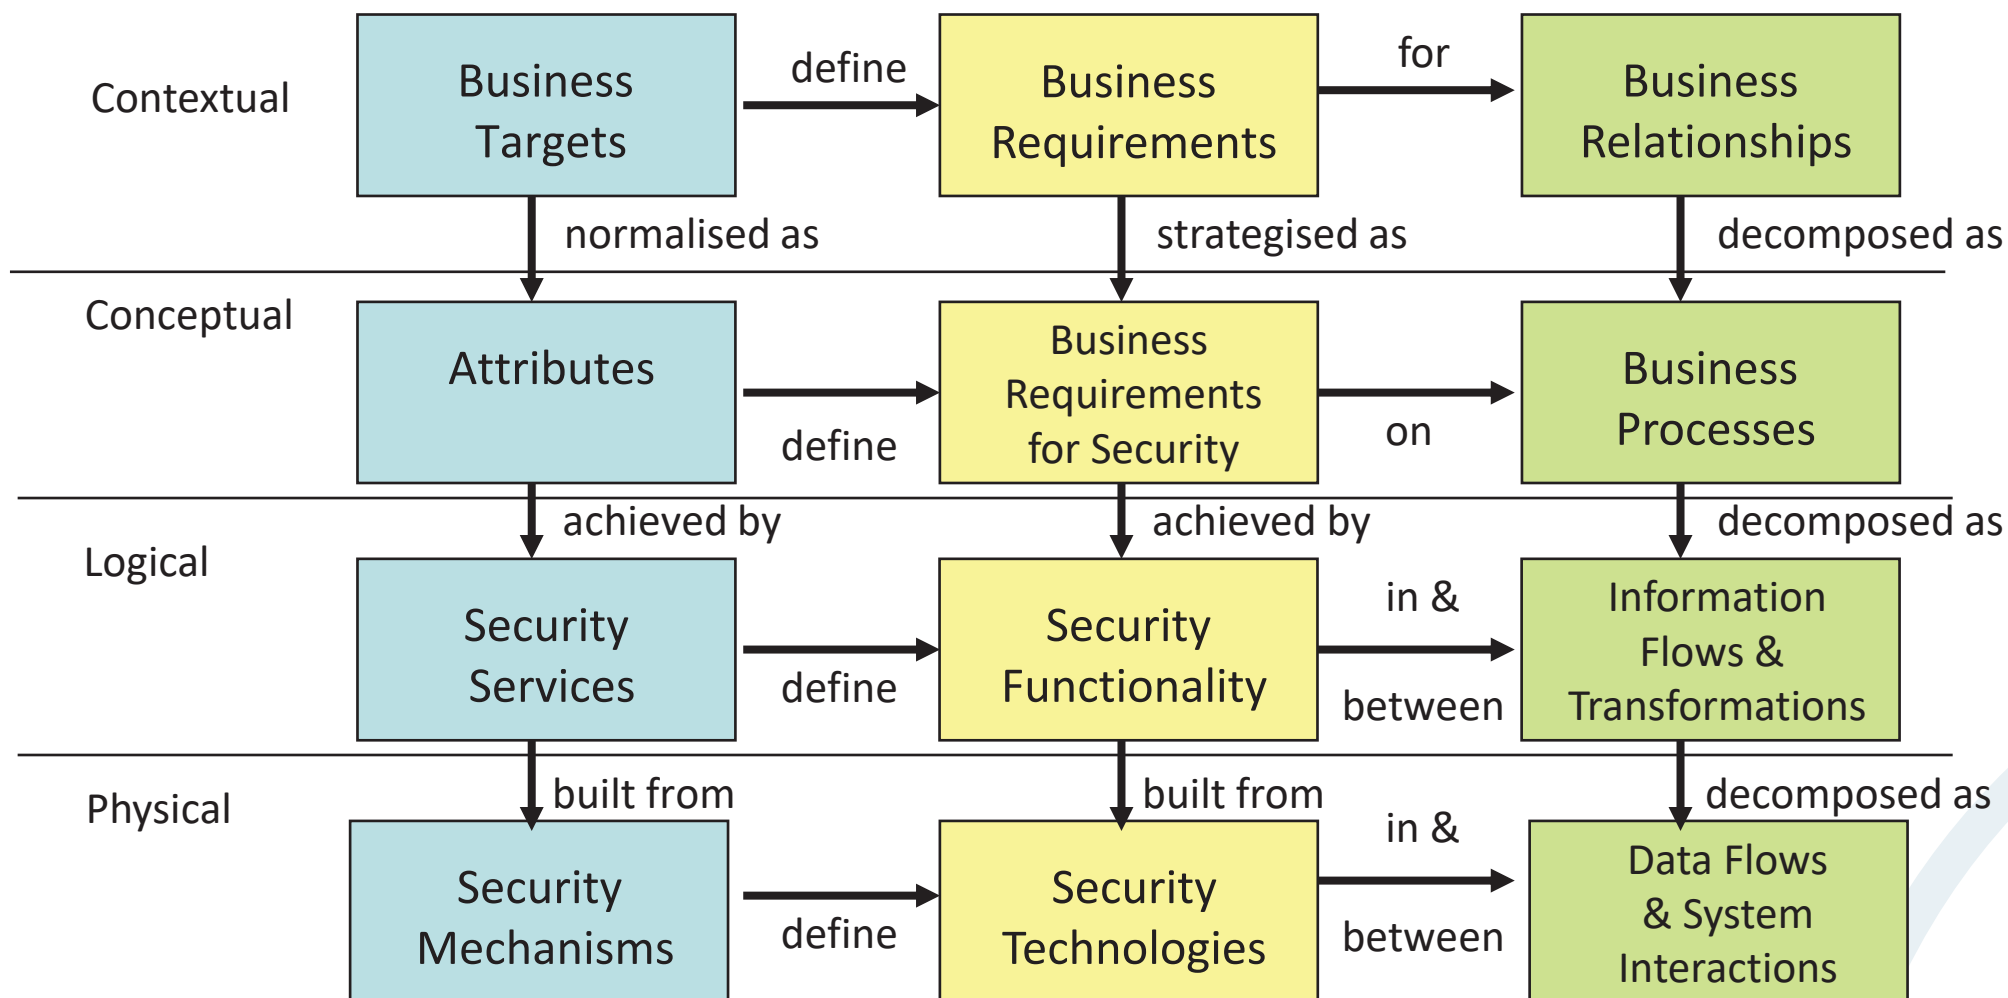 Contextual
Business
Targets
define
Business
Requirements
for
Business
Relationships
normalised as
strategised as
decomposed as
Conceptual
Attributes
define
Business
Requirements
for Security
on
Business
Processes
achieved by
achieved by
decomposed as
Logical
Security
Services
define
Security
Functionality
in &
between
Information
Flows &
Transformations
built from
built from
decomposed as
Physical
Security
Mechanisms
define
Security
Technologies
in &
between
Data Flows
& System
Interactions